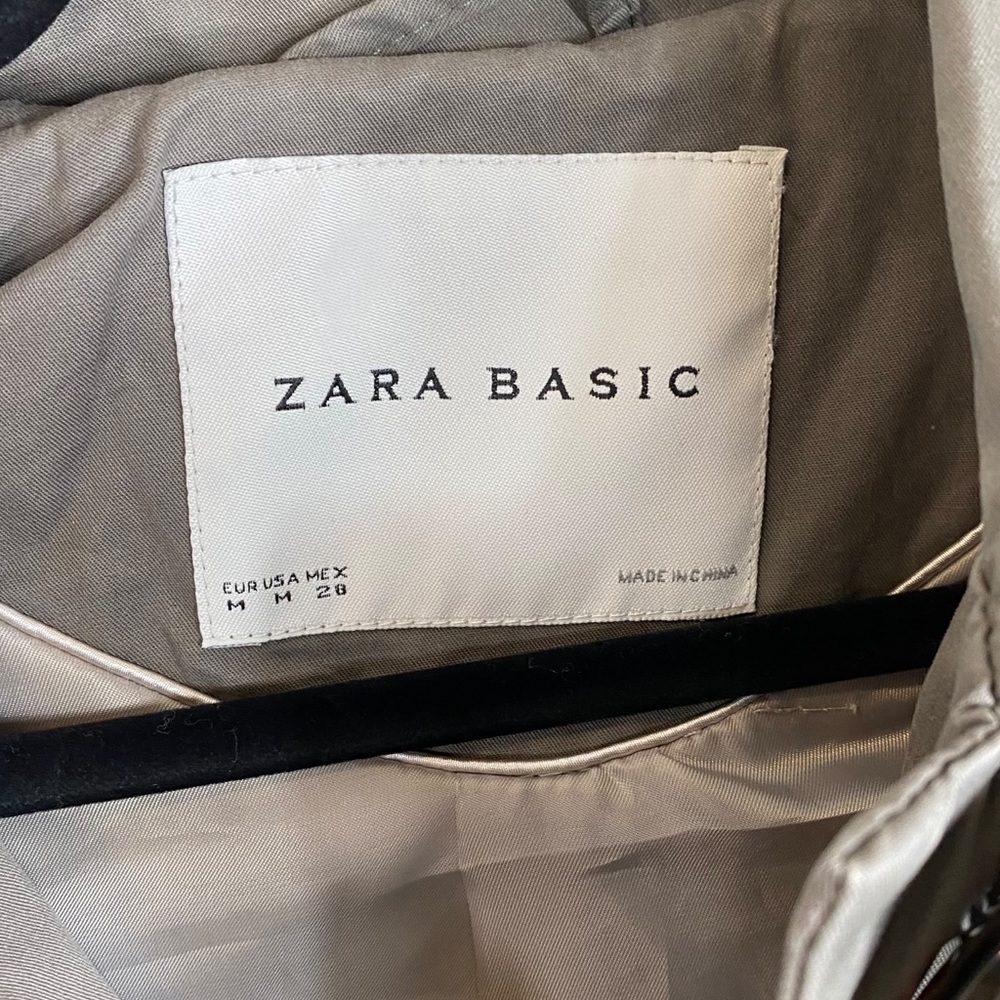 ZARA BASIC
EUR USA MEX
M M 28
MADE IN CHINA